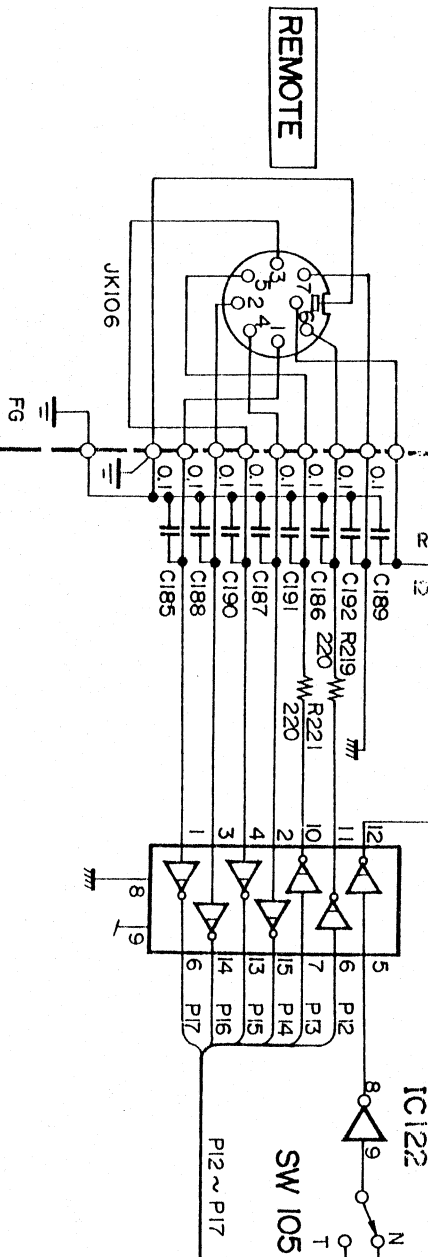 REMOTE
JK106
3
7
5
2
6
4
1
FG
0.1
0.1
0.1
0.1
0.1
0.1
0.1
0.1
R
C185
C188
C190
C187
C191
C186
C192
C189
220
R219
220
R221
1
3
4
2
10
11
12
8
9
6
14
13
15
7
6
5
P17
P16
P15
P14
P13
P12
8
9
IC122
P12 ~ P17
SW 105
N
T